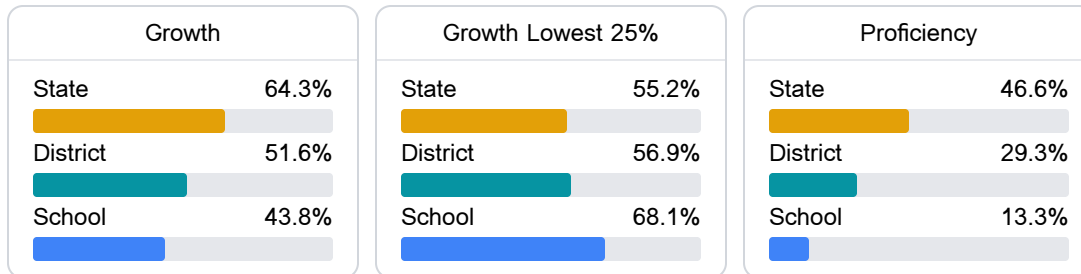 Growth
State 64.3%
District 51.6%
School 43.8%
Growth Lowest 25%
State 55.2%
District 56.9%
School 68.1%
Proficiency
State 46.6%
District 29.3%
School 13.3%